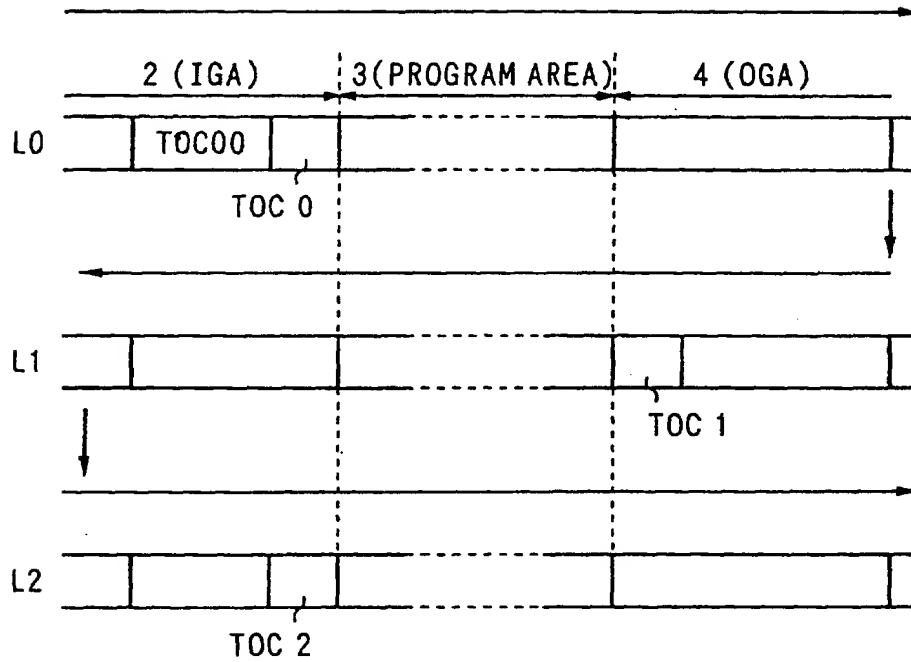 2 (IGA) 3(PROGRAM AREA) 4 (OGA)
L0 TOC00
TOC 0
L1
TOC 1
L2
TOC 2